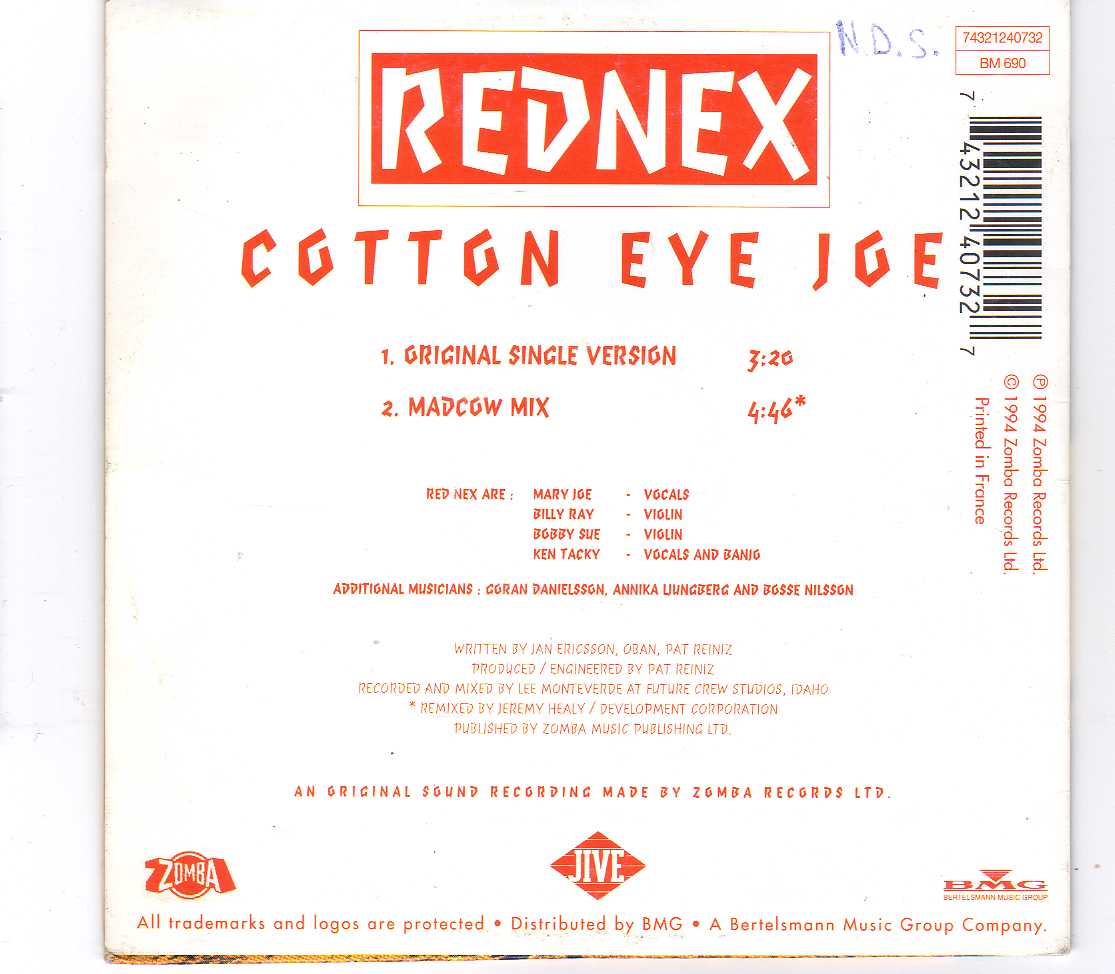 N.D.S.
74321240732
BM 690
REDNEX
COTTON EYE JOE
1. ORIGINAL SINGLE VERSION 3:20
2. MADCOW MIX 4:46*
RED NEX ARE : MARY JOE - VOCALS
BILLY RAY - VIOLIN
BOBBY SUE - VIOLIN
KEN TACKY - VOCALS AND BANJO
ADDITIONAL MUSICIANS : GORAN DANIELSSON, ANNIKA LJUNGBERG AND BOSSE NILSSON
WRITTEN BY JAN ERICSSON, OBAN, PAT REINIZ
PRODUCED / ENGINEERED BY PAT REINIZ
RECORDED AND MIXED BY LEE MONTEVERDE AT FUTURE CREW STUDIOS, IDAHO
* REMIXED BY JEREMY HEALY / DEVELOPMENT CORPORATION
PUBLISHED BY ZOMBA MUSIC PUBLISHING LTD.
AN ORIGINAL SOUND RECORDING MADE BY ZOMBA RECORDS LTD.
7 43212 40732 7
℗ 1994 Zomba Records Ltd.
© 1994 Zomba Records Ltd.
Printed in France
ZOMBA
JIVE
BMG
BERTELSMANN MUSIC GROUP
All trademarks and logos are protected • Distributed by BMG • A Bertelsmann Music Group Company.